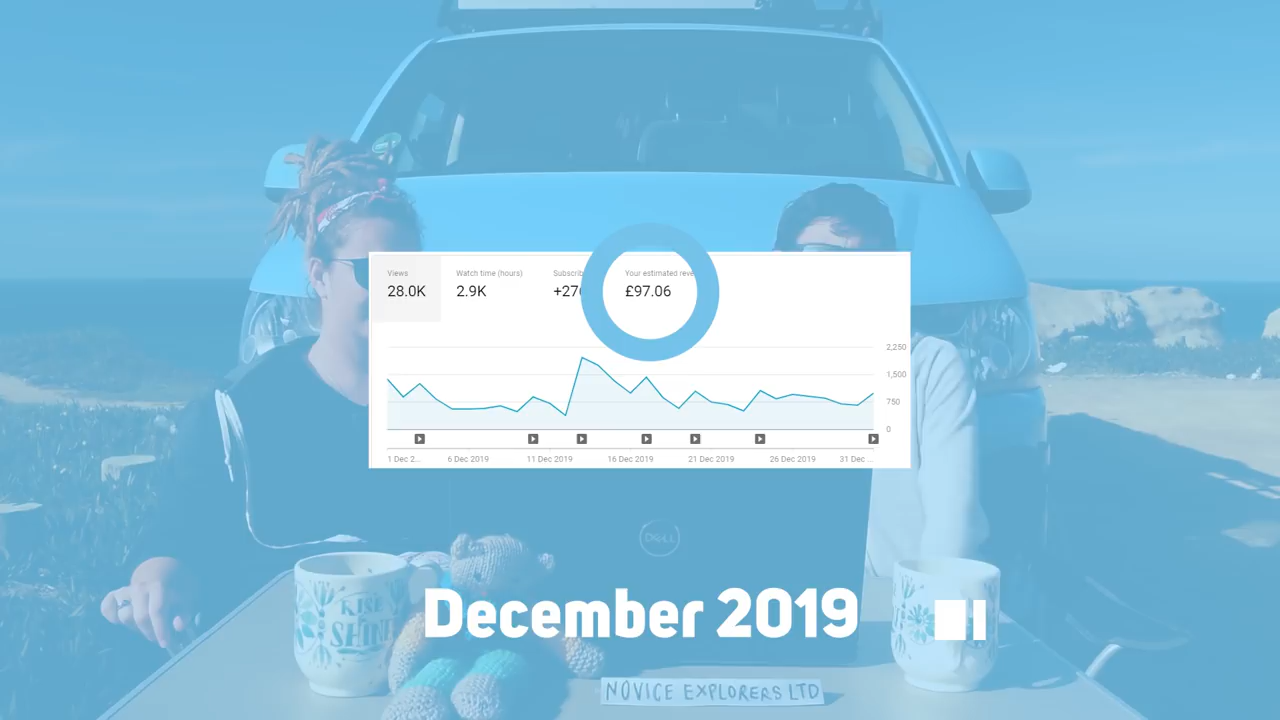 Views Watch time (hours) Your estimated
28.0K 2.9K £97.06
2,250
1,500
750
0
1 Dec 2... 6 Dec 2019 11 Dec 2019 16 Dec 2019 21 Dec 2019 26 Dec 2019 31 Dec ...
DELL
RISE
SHINE
December 2019
NOVICE EXPLORERS LTD